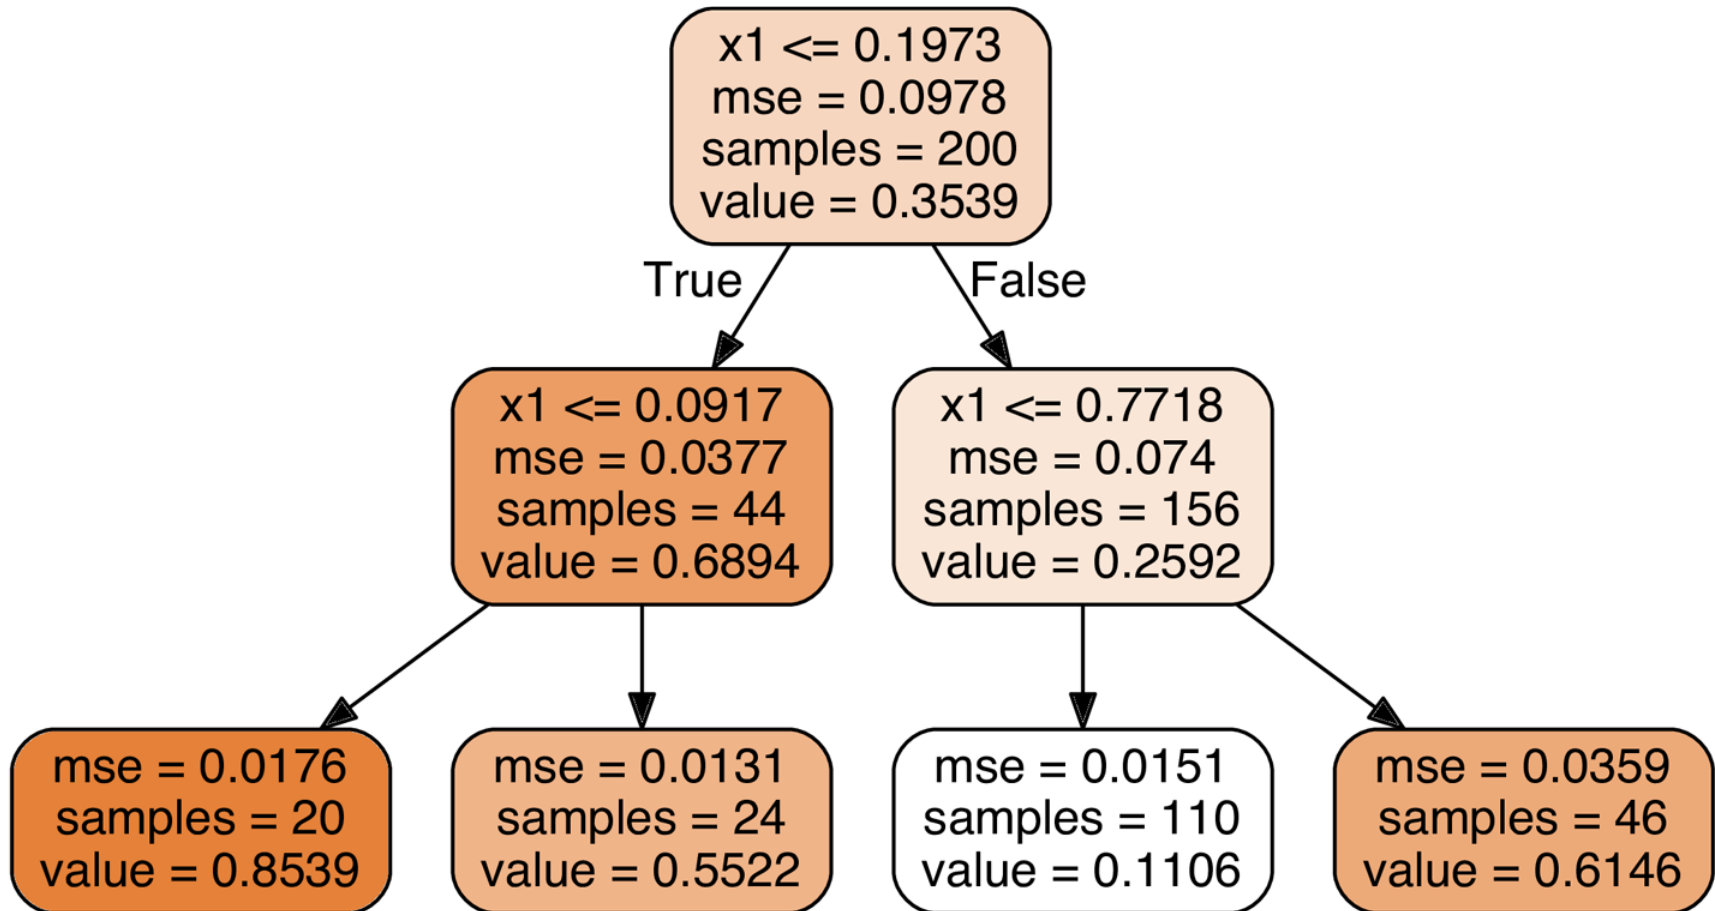 x1 <= 0.1973
mse = 0.0978
samples = 200
value = 0.3539
True
False
x1 <= 0.0917
mse = 0.0377
samples = 44
value = 0.6894
x1 <= 0.7718
mse = 0.074
samples = 156
value = 0.2592
mse = 0.0176
samples = 20
value = 0.8539
mse = 0.0131
samples = 24
value = 0.5522
mse = 0.0151
samples = 110
value = 0.1106
mse = 0.0359
samples = 46
value = 0.6146